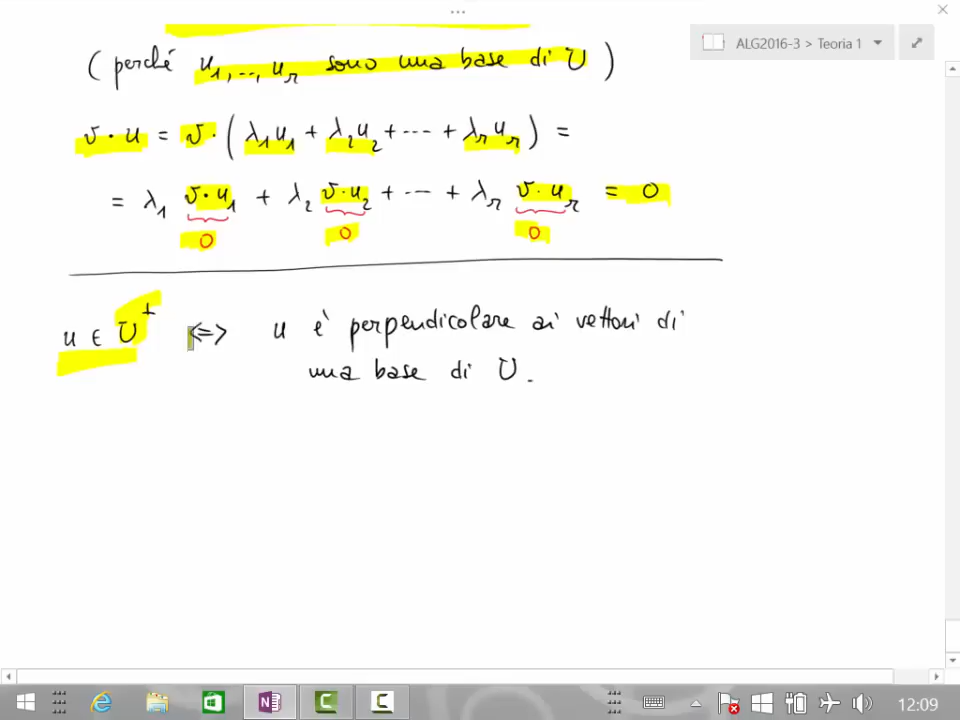 ALG2016-3 > Teoria 1
( perché u₁,..,uᵣ sono una base di U )
v · u = v · ( λ₁u₁ + λ₂u₂ + ··· + λᵣuᵣ ) =
= λ₁ v·u₁ + λ₂ v·u₂ + ··· + λᵣ v·uᵣ = 0
0 0 0
u ∈ U⊥ <=> u è perpendicolare ai vettori di
una base di U.
12:09